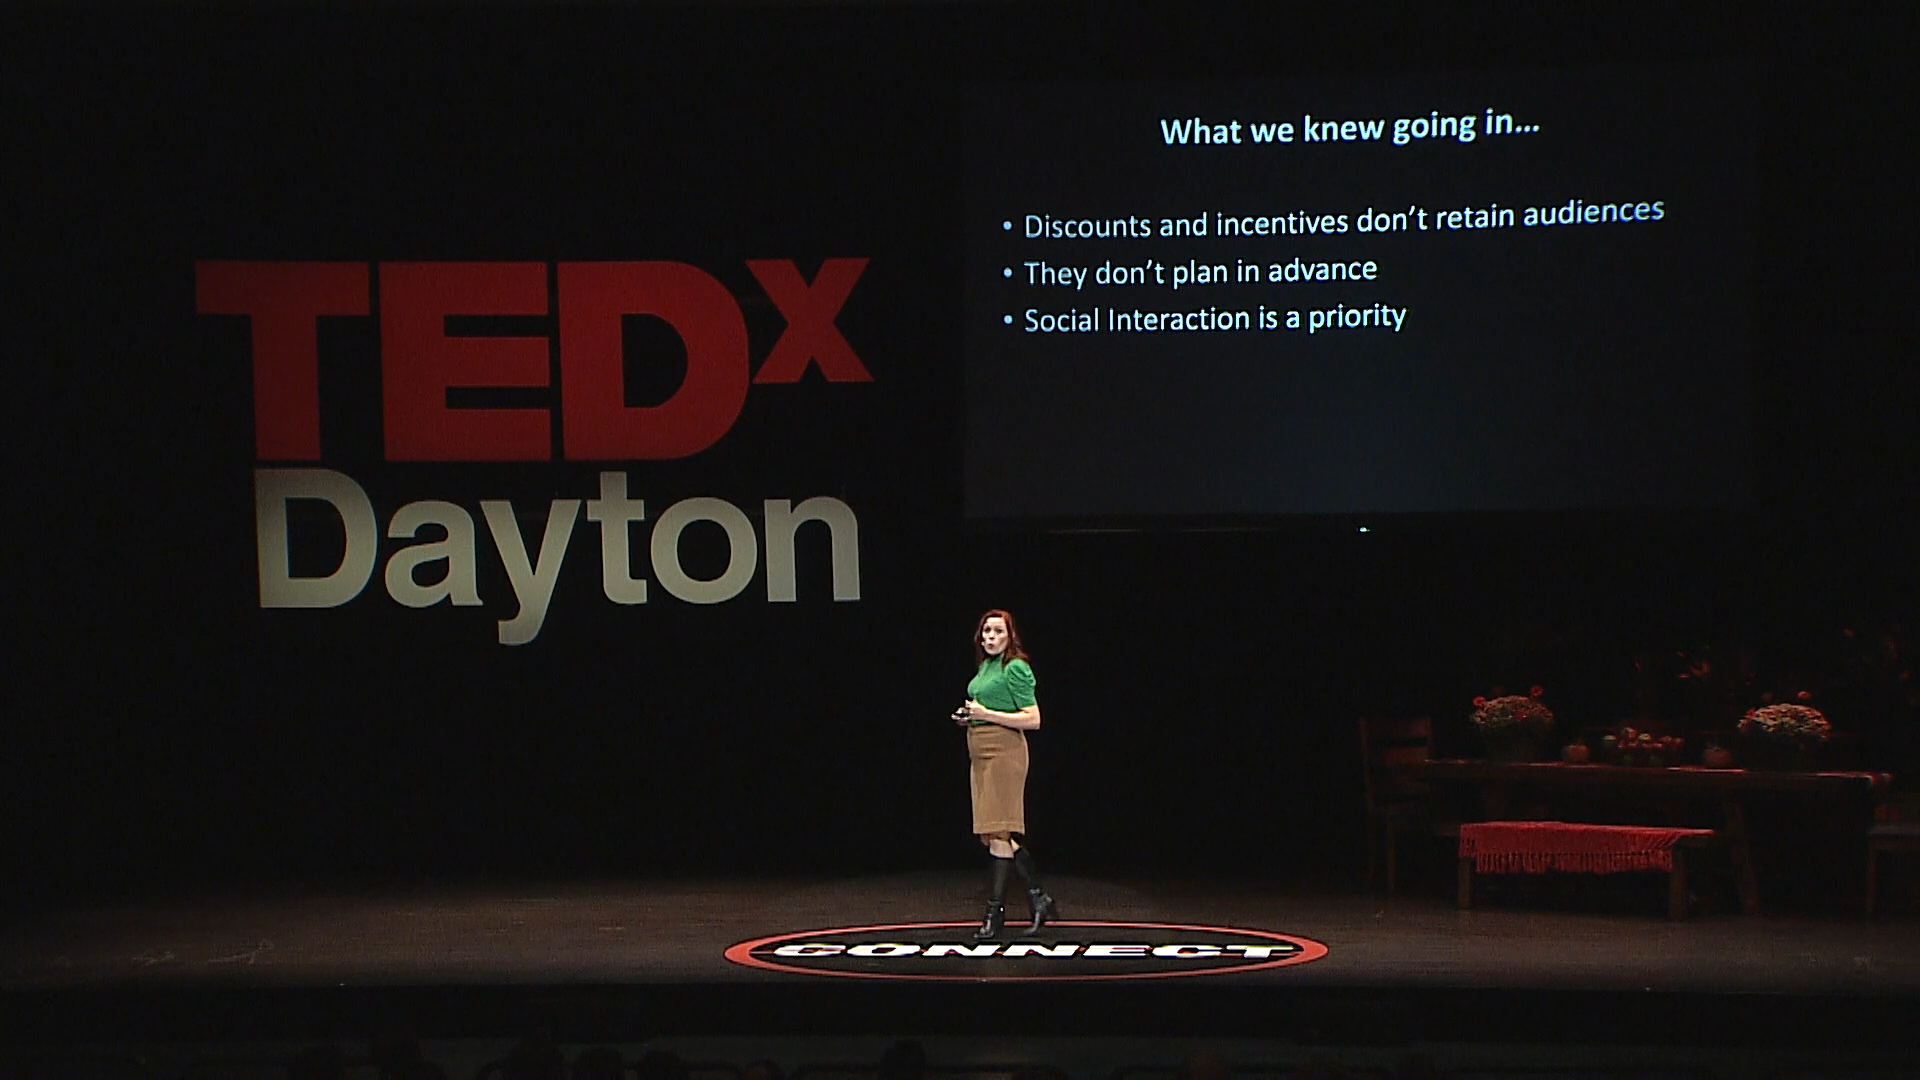 What we knew going in...
• Discounts and incentives don't retain audiences
• They don't plan in advance
• Social Interaction is a priority
TEDx
Dayton
CONNECT